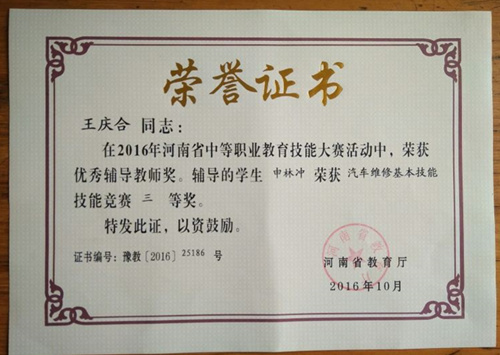 荣誉证书
王庆合 同志：
在2016年河南省中等职业教育技能大赛活动中，荣获
优秀辅导教师奖。辅导的学生 申林冲 荣获 汽车维修基本技能
技能竞赛 三 等奖。
特发此证，以资鼓励。
证书编号：豫教［2016］25186 号
河南省教育厅
2016年10月